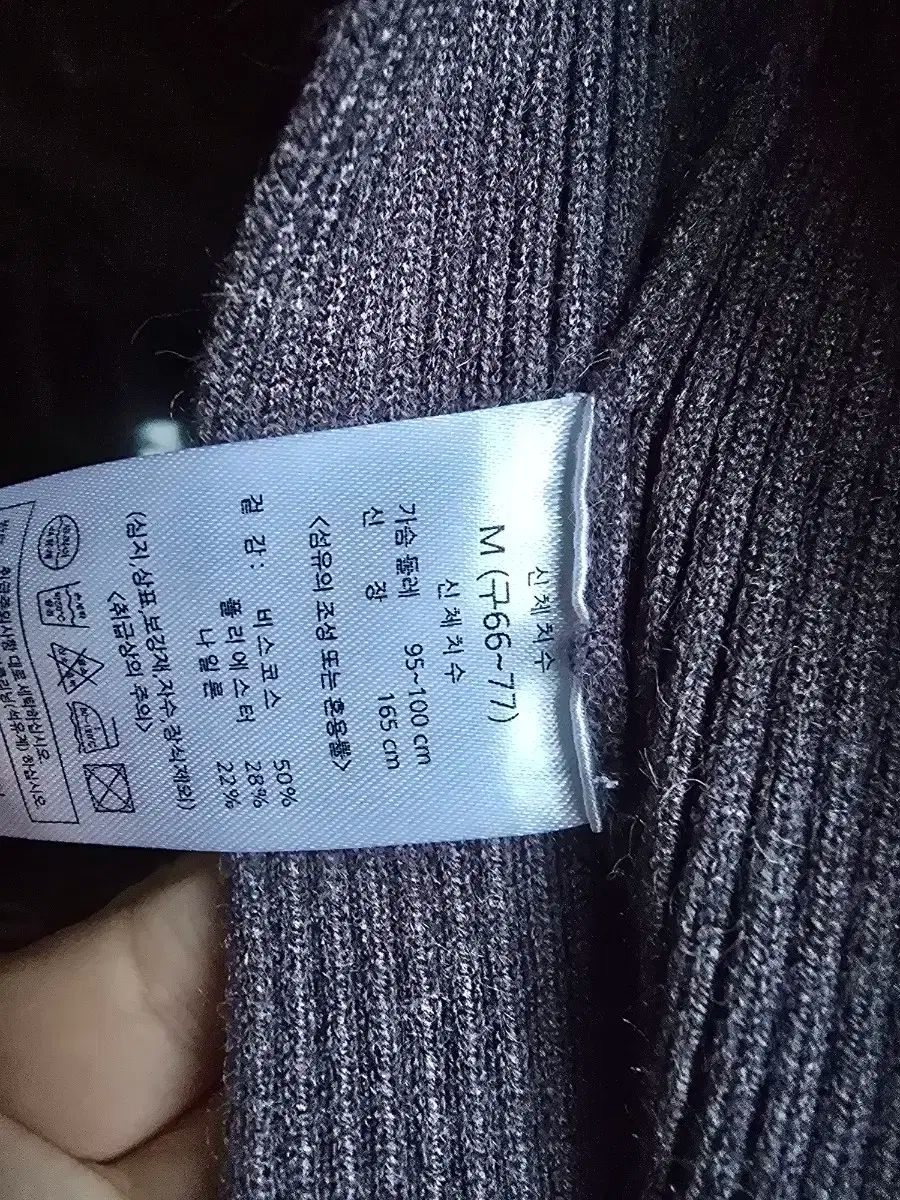 신체치수
M (구66~77)
신체치수
가슴둘레 95~100 cm
신 장 165 cm
<섬유의 조성 또는 혼용률>
겉감: 비스코스 50%
폴리에스터 28%
나일론 22%
(심지,상표,보강제,자수,장식제외)
<취급상의 주의>